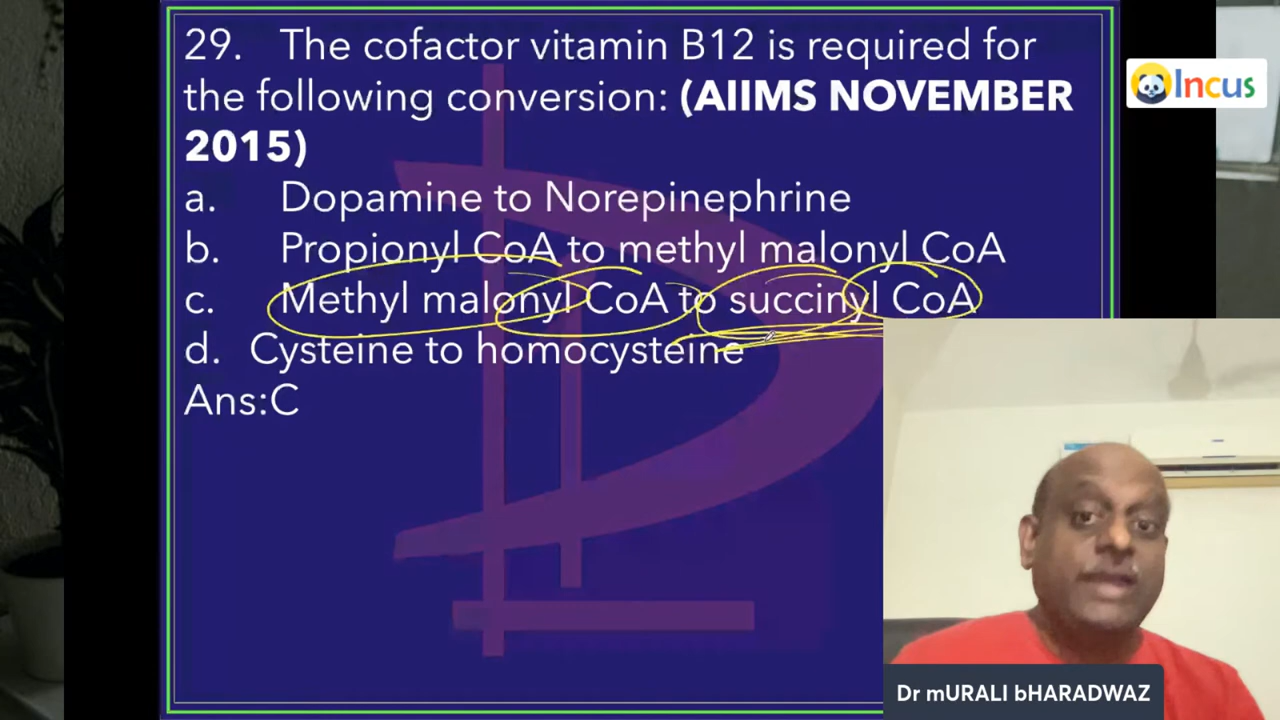 29. The cofactor vitamin B12 is required for
the following conversion: (AIIMS NOVEMBER
2015)
a. Dopamine to Norepinephrine
b. Propionyl CoA to methyl malonyl CoA
c. Methyl malonyl CoA to succinyl CoA
d. Cysteine to homocysteine
Ans:C
Incus
Dr mURALI bHARADWAZ